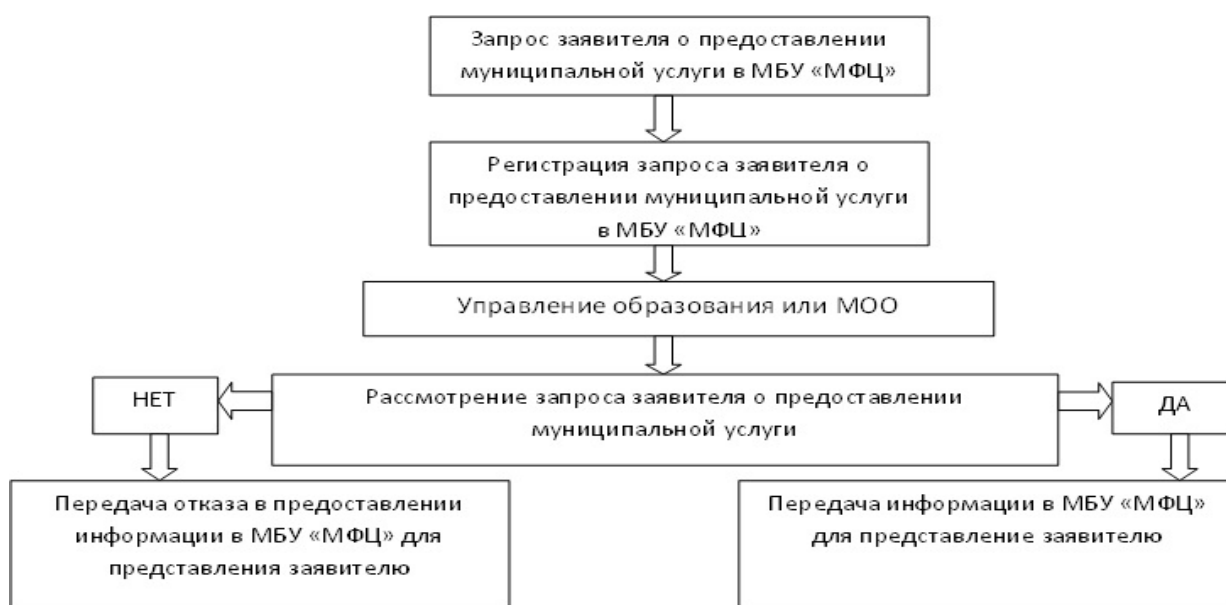 Запрос заявителя о предоставлении
муниципальной услуги в МБУ «МФЦ»
Регистрация запроса заявителя о
предоставлении муниципальной услуги
в МБУ «МФЦ»
Управление образования или МОО
НЕТ
Рассмотрение запроса заявителя о предоставлении
муниципальной услуги
ДА
Передача отказа в предоставлении
информации в МБУ «МФЦ» для
представления заявителю
Передача информации в МБУ «МФЦ»
для представление заявителю